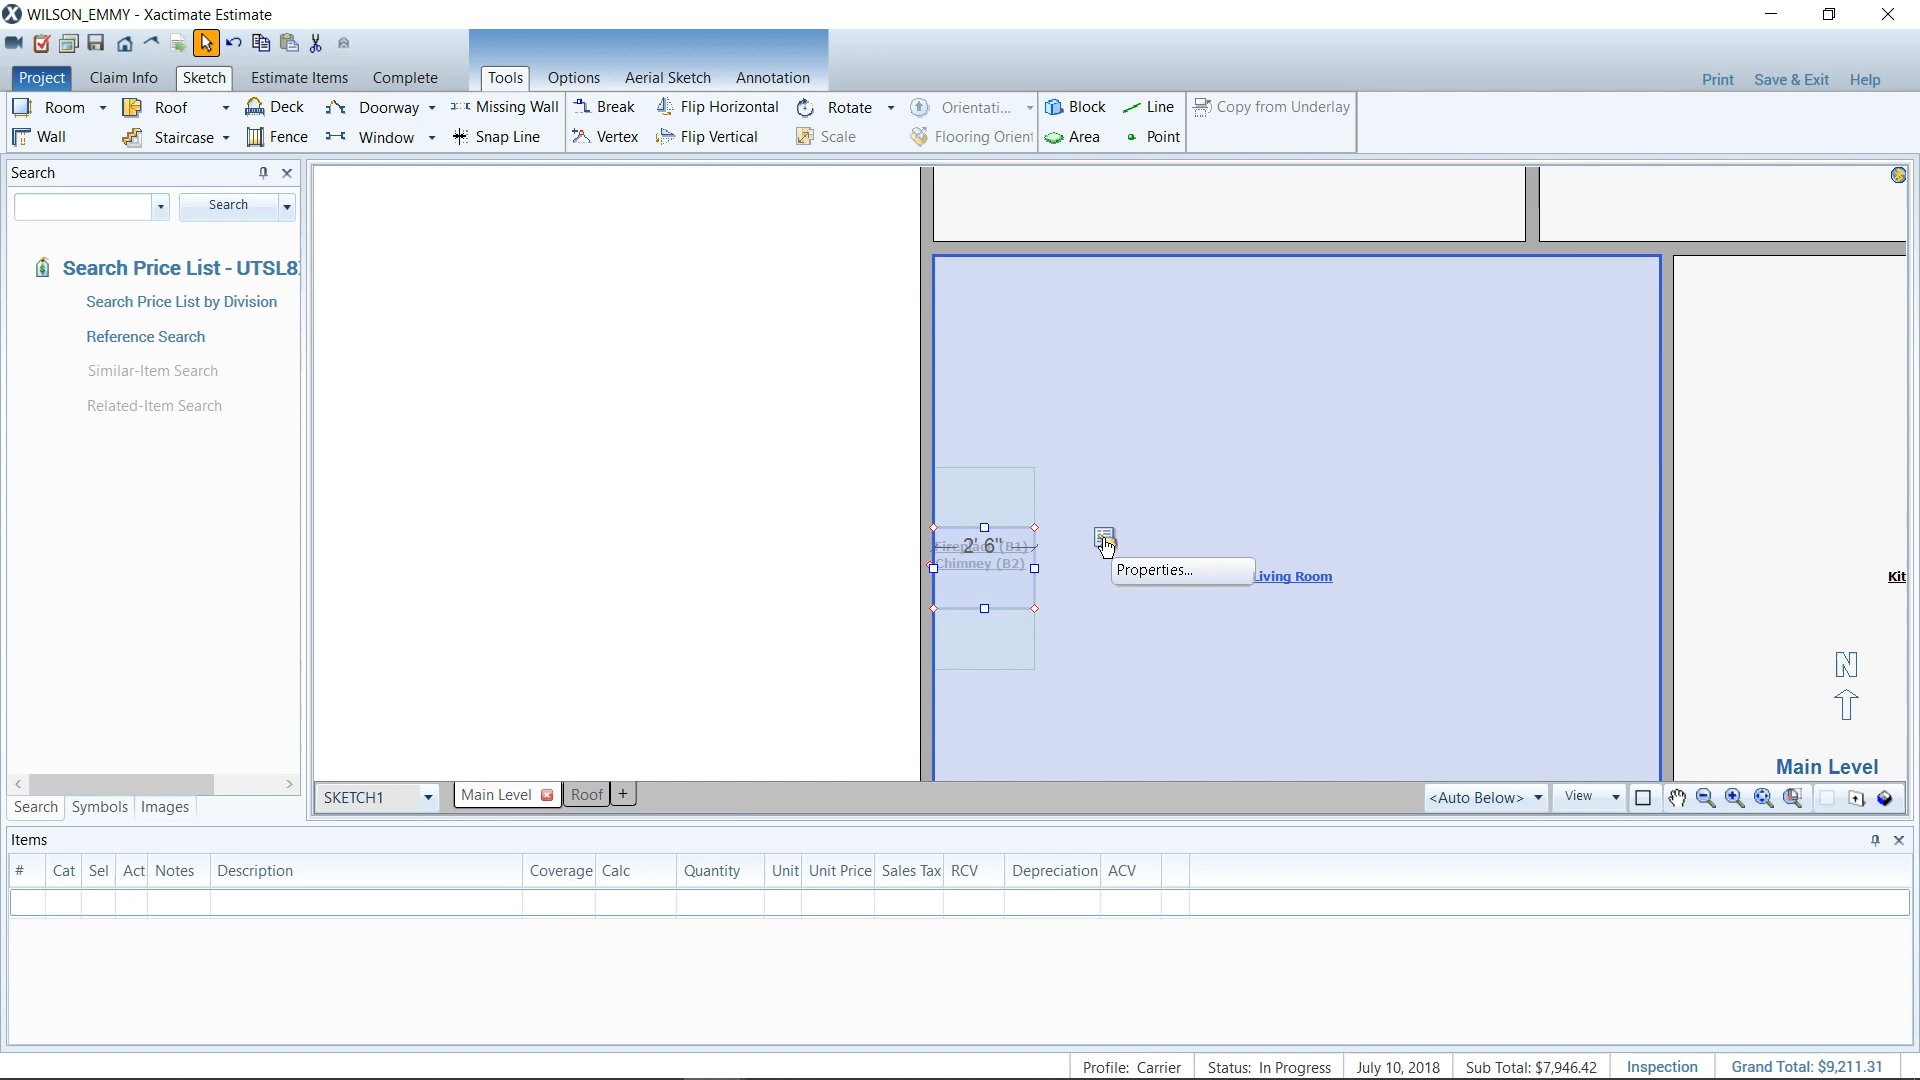 WILSON_EMMY - Xactimate Estimate
Project Claim Info Sketch Estimate Items Complete Tools Options Aerial Sketch Annotation Print Save & Exit Help
Room Roof Deck Doorway Missing Wall Break Flip Horizontal Rotate Orientati... Block Line Copy from Underlay
Wall Staircase Fence Window Snap Line Vertex Flip Vertical Scale Flooring Orient Area Point
Search
Search
Search Price List - UTSL8
Search Price List by Division
Reference Search
Similar-Item Search
Related-Item Search
2' 6"
Fireplace (B1)
Chimney (B2)
Properties...
Living Room
Kit
N
Main Level
SKETCH1 Main Level Roof + <Auto Below> View
Search Symbols Images
Items
# Cat Sel Act Notes Description Coverage Calc Quantity Unit Unit Price Sales Tax RCV Depreciation ACV
Profile: Carrier Status: In Progress July 10, 2018 Sub Total: $7,946.42 Inspection Grand Total: $9,211.31